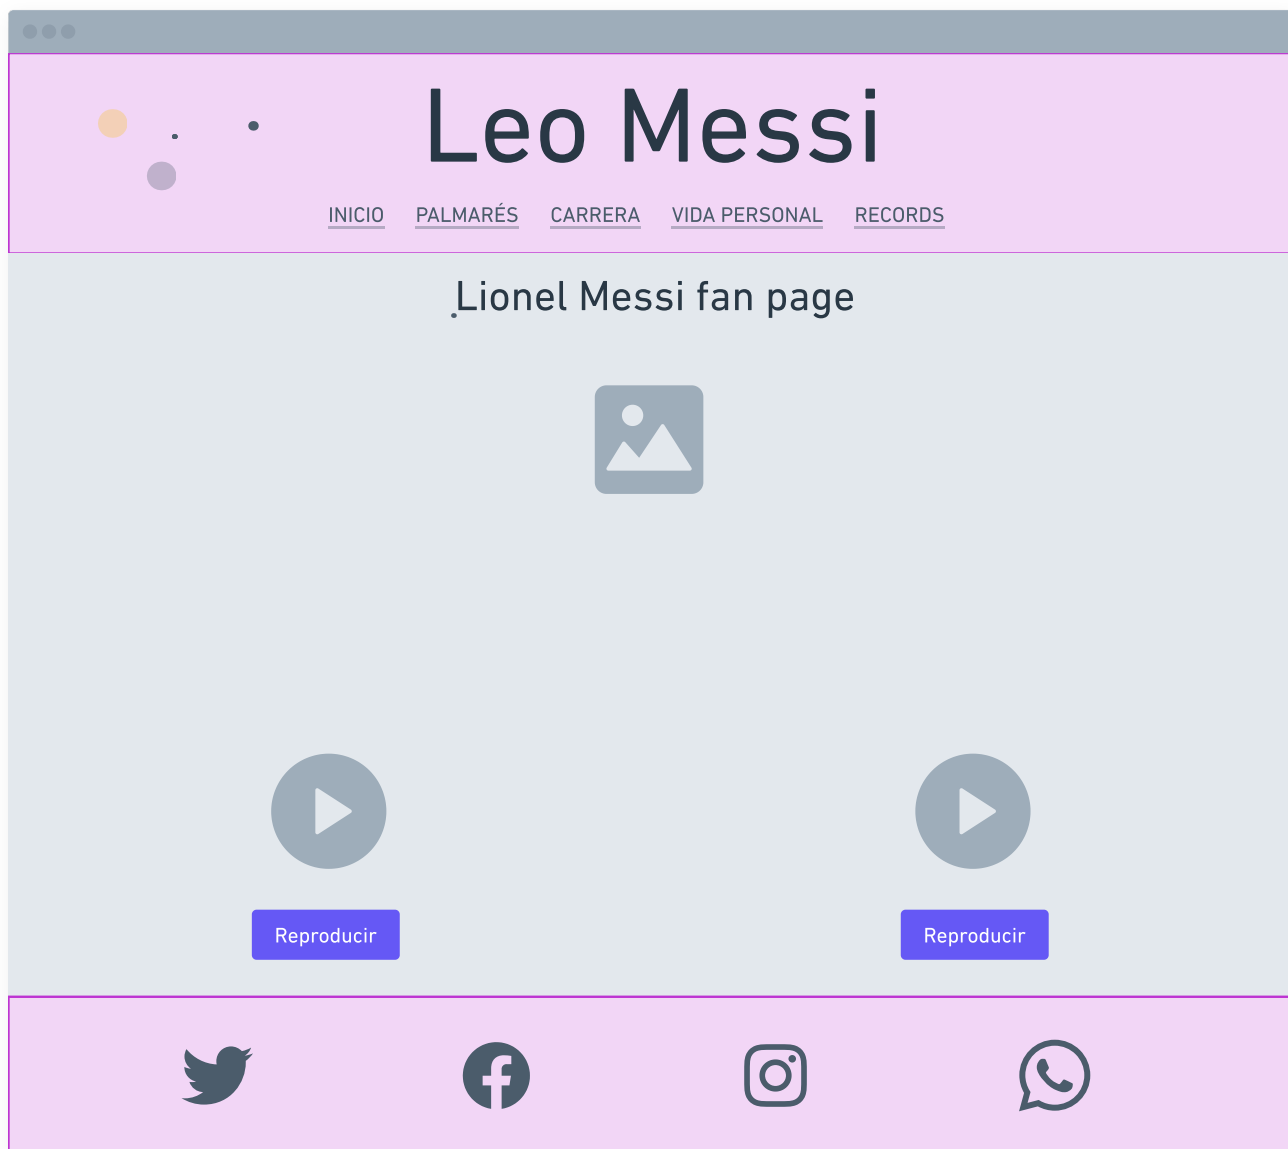 Leo Messi
INICIO PALMARÉS CARRERA VIDA PERSONAL RECORDS
Lionel Messi fan page
Reproducir Reproducir